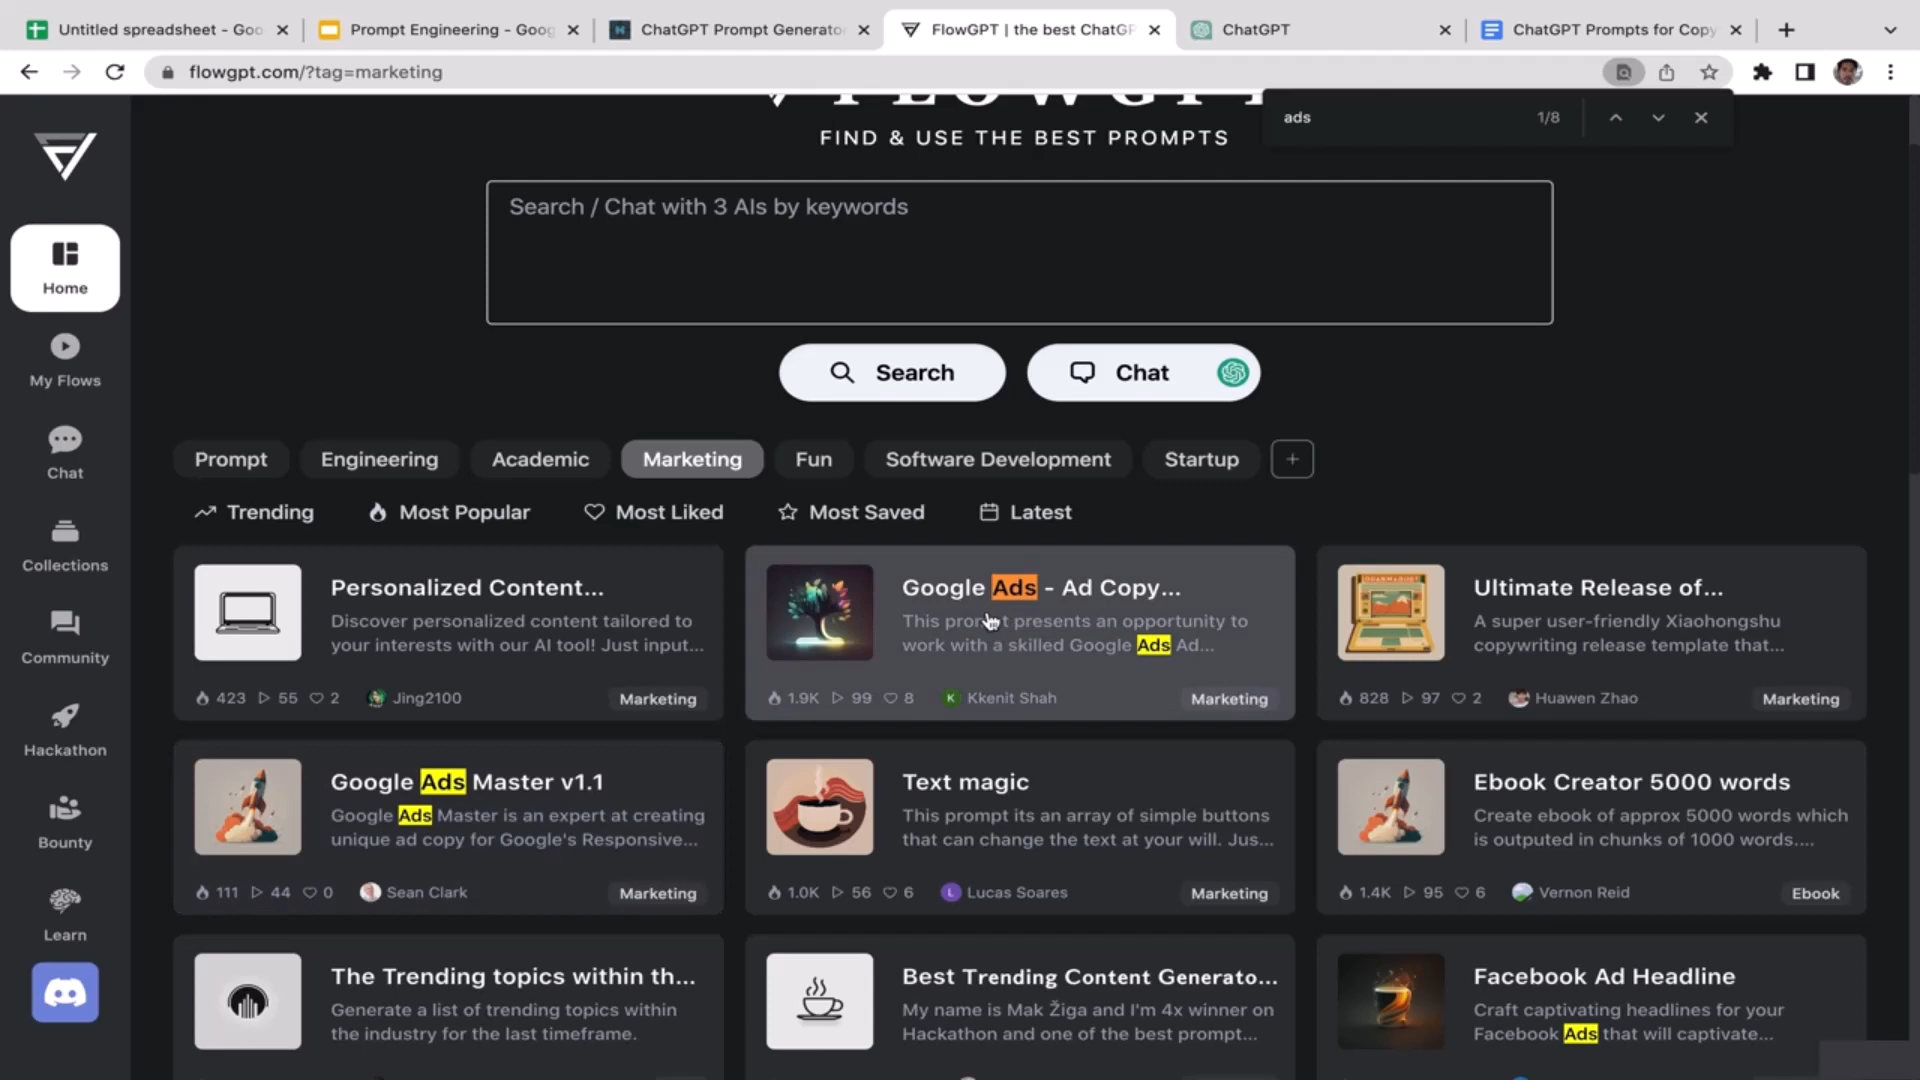 Untitled spreadsheet - Goo
Prompt Engineering - Goog
ChatGPT Prompt Generator
FlowGPT | the best ChatGP
ChatGPT
ChatGPT Prompts for Copy
flowgpt.com/?tag=marketing
ads
1/8
FLOWGPT
FIND & USE THE BEST PROMPTS
Search / Chat with 3 AIs by keywords
Search
Chat
Home
My Flows
Chat
Collections
Community
Hackathon
Bounty
Learn
Prompt
Engineering
Academic
Marketing
Fun
Software Development
Startup
+
Trending
Most Popular
Most Liked
Most Saved
Latest
Personalized Content...
Discover personalized content tailored to
your interests with our AI tool! Just input...
423 55 2 Jing2100 Marketing
Google Ads - Ad Copy...
This prompt presents an opportunity to
work with a skilled Google Ads Ad...
1.9K 99 8 K Kkenit Shah Marketing
Ultimate Release of...
A super user-friendly Xiaohongshu
copywriting release template that...
828 97 2 Huawen Zhao Marketing
Google Ads Master v1.1
Google Ads Master is an expert at creating
unique ad copy for Google's Responsive...
111 44 0 Sean Clark Marketing
Text magic
This prompt its an array of simple buttons
that can change the text at your will. Jus...
1.0K 56 6 L Lucas Soares Marketing
Ebook Creator 5000 words
Create ebook of approx 5000 words which
is outputed in chunks of 1000 words....
1.4K 95 6 Vernon Reid Ebook
The Trending topics within th...
Generate a list of trending topics within
the industry for the last timeframe.
Best Trending Content Generato...
My name is Mak Žiga and I'm 4x winner on
Hackathon and one of the best prompt...
Facebook Ad Headline
Craft captivating headlines for your
Facebook Ads that will captivate...